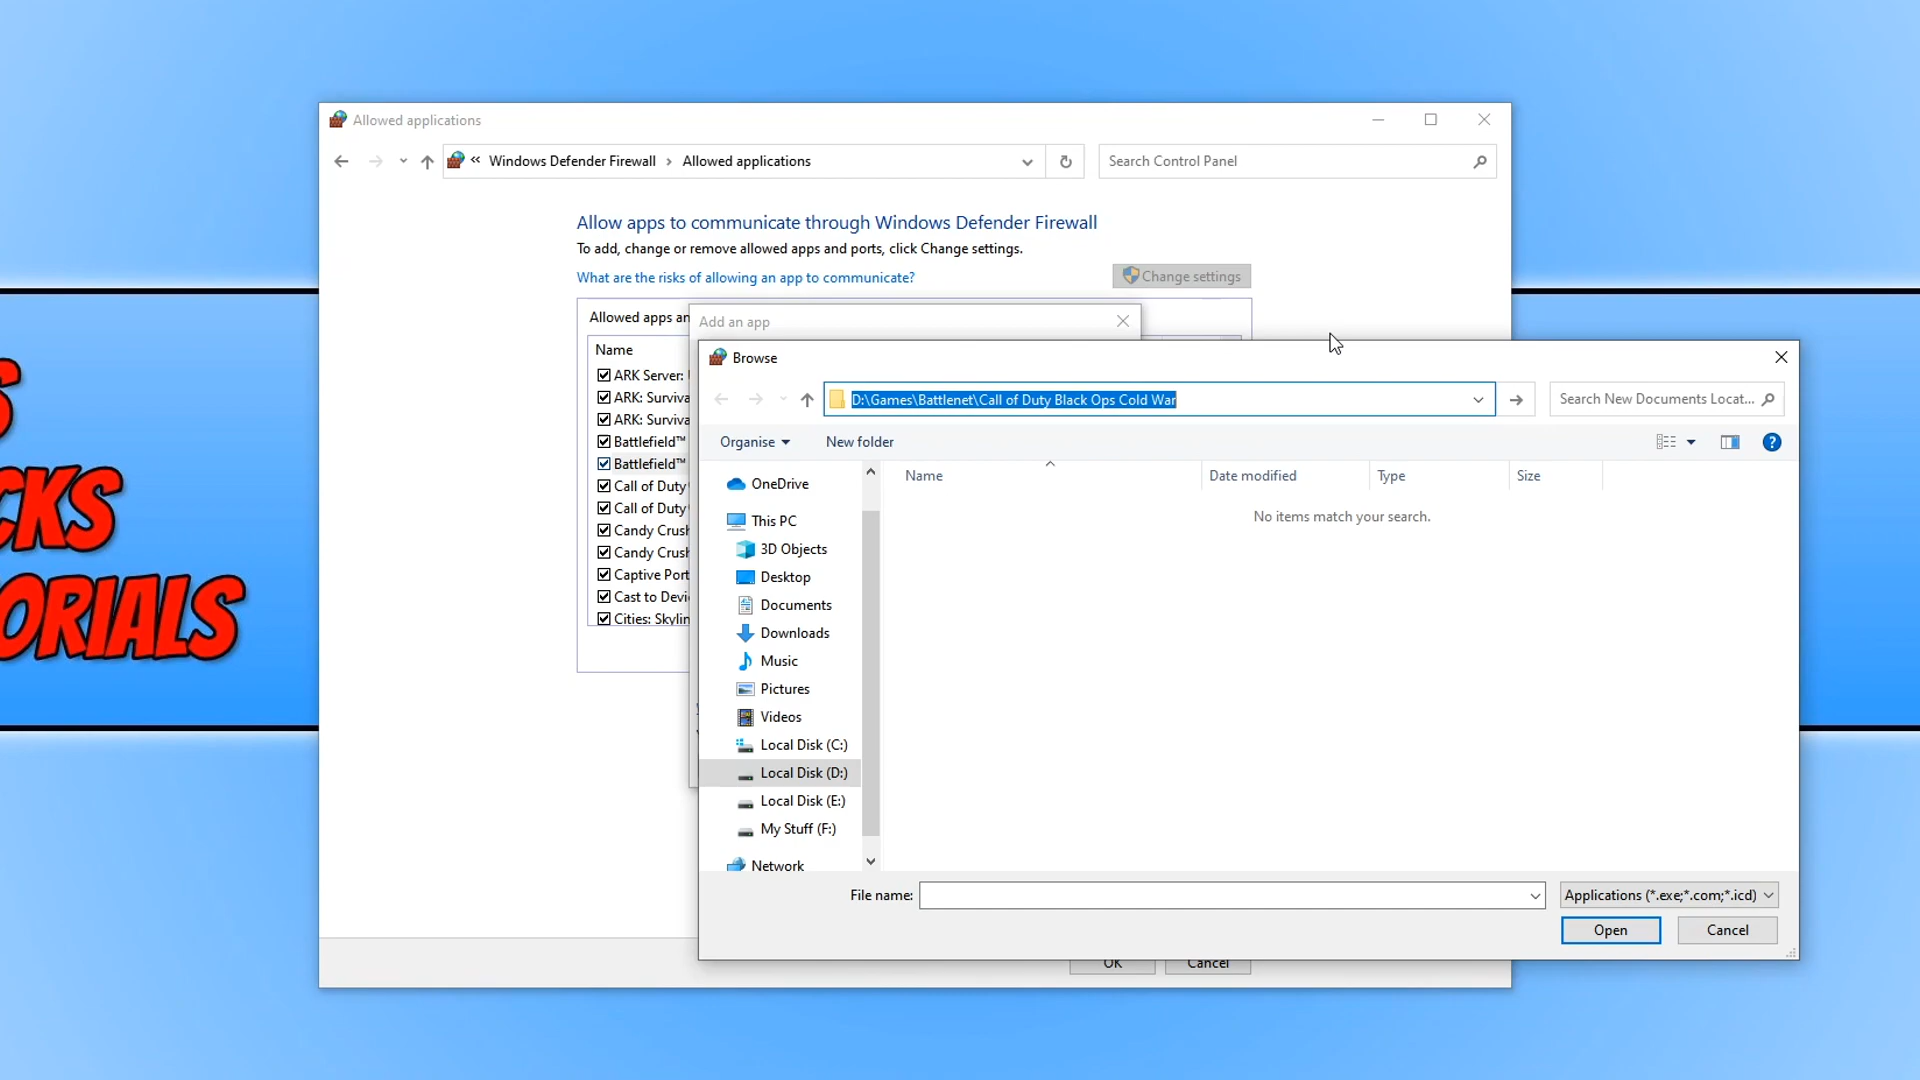 Allowed applications
Windows Defender Firewall
Allowed applications
Search Control Panel
Allow apps to communicate through Windows Defender Firewall
To add, change or remove allowed apps and ports, click Change settings.
What are the risks of allowing an app to communicate?
Change settings
Allowed apps an
Name
ARK Server:
ARK: Surviva
ARK: Surviva
Battlefield™
Battlefield™
Call of Duty
Call of Duty
Candy Crush
Candy Crush
Captive Port
Cast to Devi
Cities: Skylin
OK
Cancel
Add an app
Browse
D:\Games\Battlenet\Call of Duty Black Ops Cold War
Search New Documents Locat...
Organise
New folder
OneDrive
This PC
3D Objects
Desktop
Documents
Downloads
Music
Pictures
Videos
Local Disk (C:)
Local Disk (D:)
Local Disk (E:)
My Stuff (F:)
Network
Name
Date modified
Type
Size
No items match your search.
File name:
Applications (*.exe;*.com;*.icd)
Open
Cancel
S
CKS
ORIALS